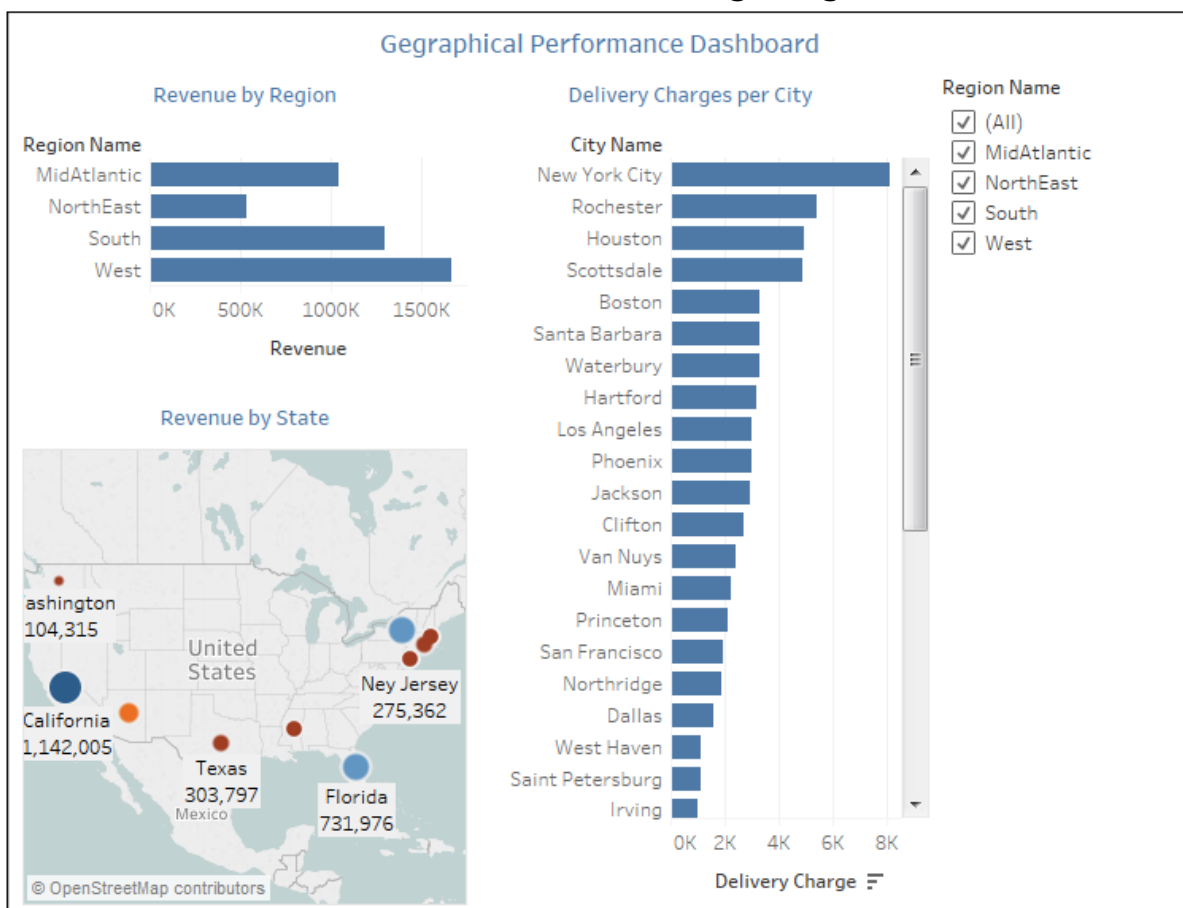 Gegraphical Performance Dashboard
Revenue by Region
Region Name
MidAtlantic
NorthEast
South
West
0K 500K 1000K 1500K
Revenue
Revenue by State
ashington
104,315
United
States
California
1,142,005
Ney Jersey
275,362
Texas
303,797
Mexico
Florida
731,976
© OpenStreetMap contributors
Delivery Charges per City
City Name
New York City
Rochester
Houston
Scottsdale
Boston
Santa Barbara
Waterbury
Hartford
Los Angeles
Phoenix
Jackson
Clifton
Van Nuys
Miami
Princeton
San Francisco
Northridge
Dallas
West Haven
Saint Petersburg
Irving
0K 2K 4K 6K 8K
Delivery Charge
Region Name
(All)
MidAtlantic
NorthEast
South
West